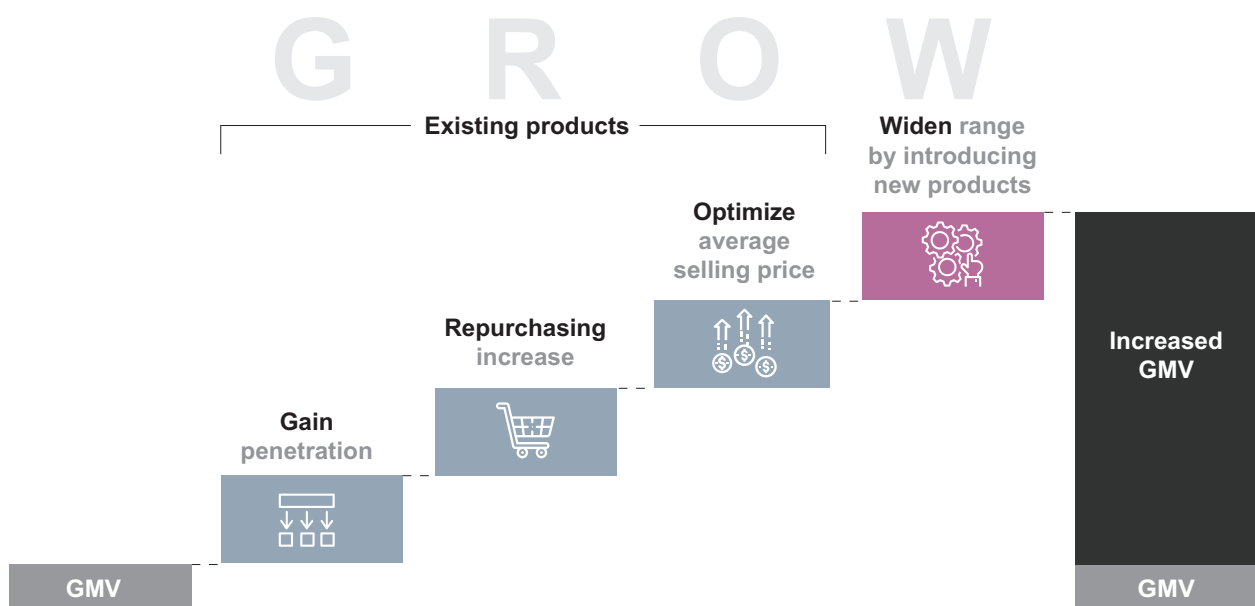 G R O W
Existing products
Widen range
by introducing
new products
Optimize
average
selling price
Repurchasing
increase
Gain
penetration
Increased
GMV
GMV
GMV